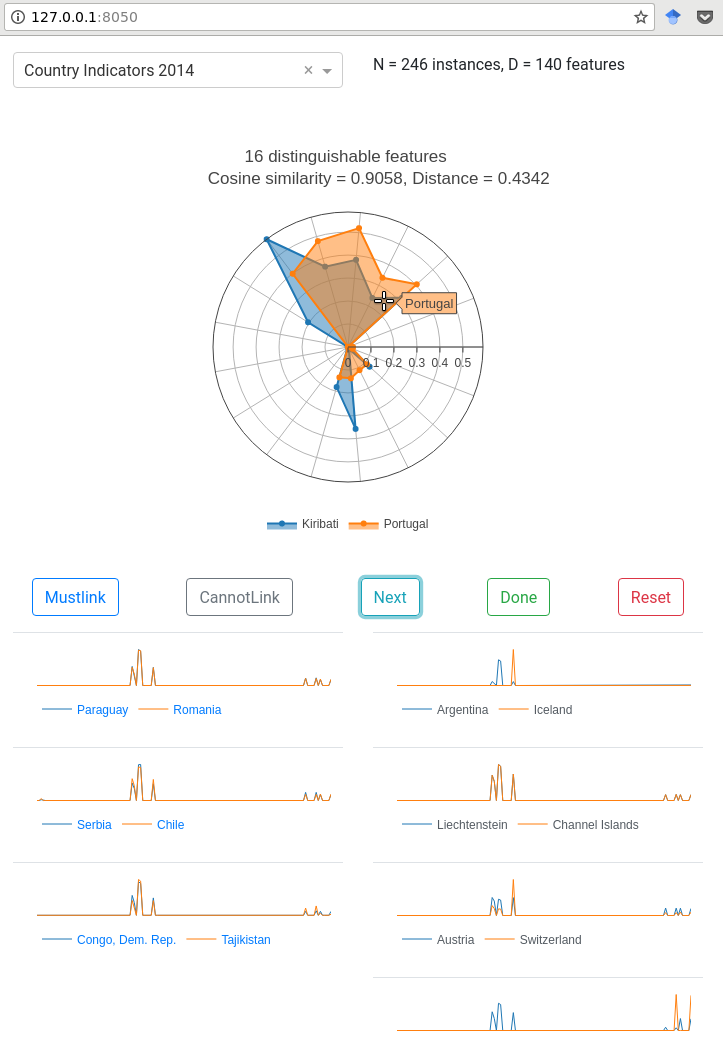 127.0.0.1:8050
Country Indicators 2014 ×
N = 246 instances, D = 140 features
16 distinguishable features
Cosine similarity = 0.9058, Distance = 0.4342
Portugal
0 0.1 0.2 0.3 0.4 0.5
Kiribati Portugal
Mustlink CannotLink Next Done Reset
Paraguay Romania
Argentina Iceland
Serbia Chile
Liechtenstein Channel Islands
Congo, Dem. Rep. Tajikistan
Austria Switzerland